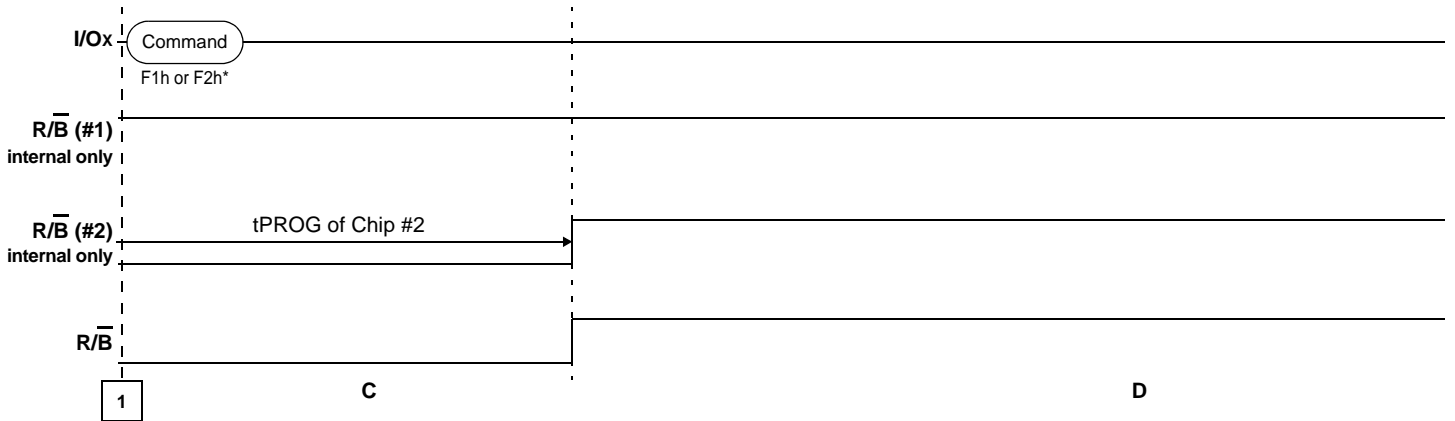 I/Ox
Command
F1h or F2h*
R/B̅ (#1)
internal only
R/B̅ (#2)
internal only
tPROG of Chip #2
R/B̅
1
C
D